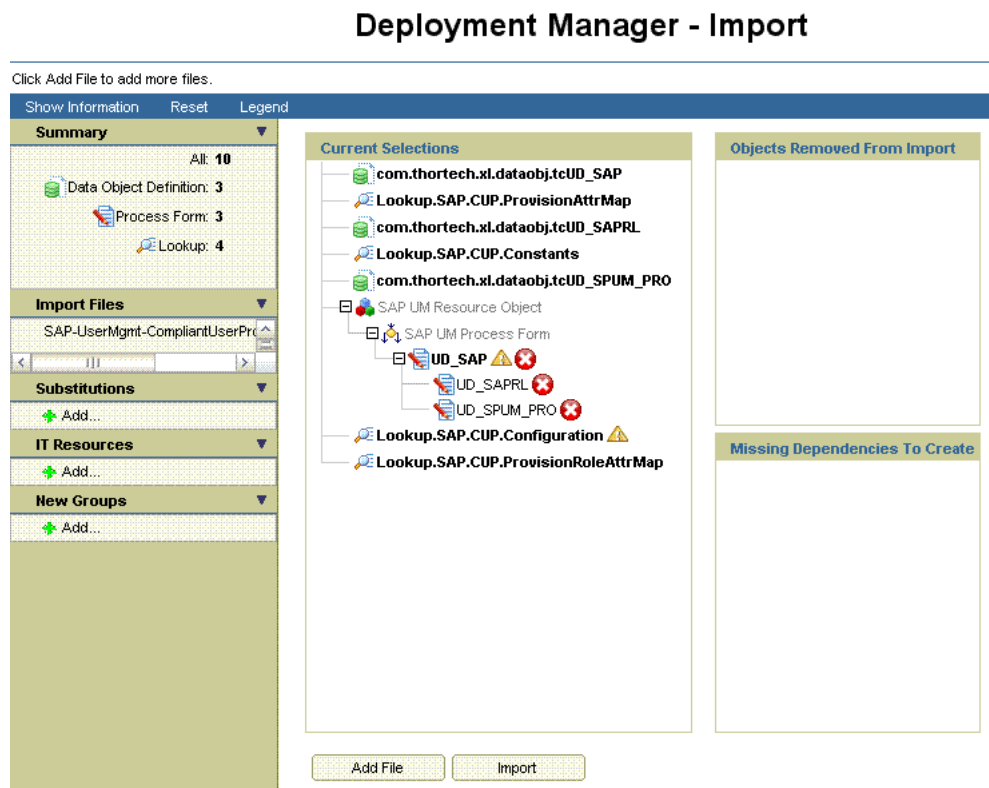 Deployment Manager - Import
Click Add File to add more files.
Show Information Reset Legend
Summary
All: 10
Data Object Definition: 3
Process Form: 3
Lookup: 4
Import Files
SAP-UserMgmt-CompliantUserPr
Substitutions
Add...
IT Resources
Add...
New Groups
Add...
Current Selections
com.thortech.xl.dataobj.tcUD_SAP
Lookup.SAP.CUP.ProvisionAttrMap
com.thortech.xl.dataobj.tcUD_SAPRL
Lookup.SAP.CUP.Constants
com.thortech.xl.dataobj.tcUD_SPUM_PRO
SAP UM Resource Object
SAP UM Process Form
UD_SAP
UD_SAPRL
UD_SPUM_PRO
Lookup.SAP.CUP.Configuration
Lookup.SAP.CUP.ProvisionRoleAttrMap
Objects Removed From Import
Missing Dependencies To Create
Add File
Import